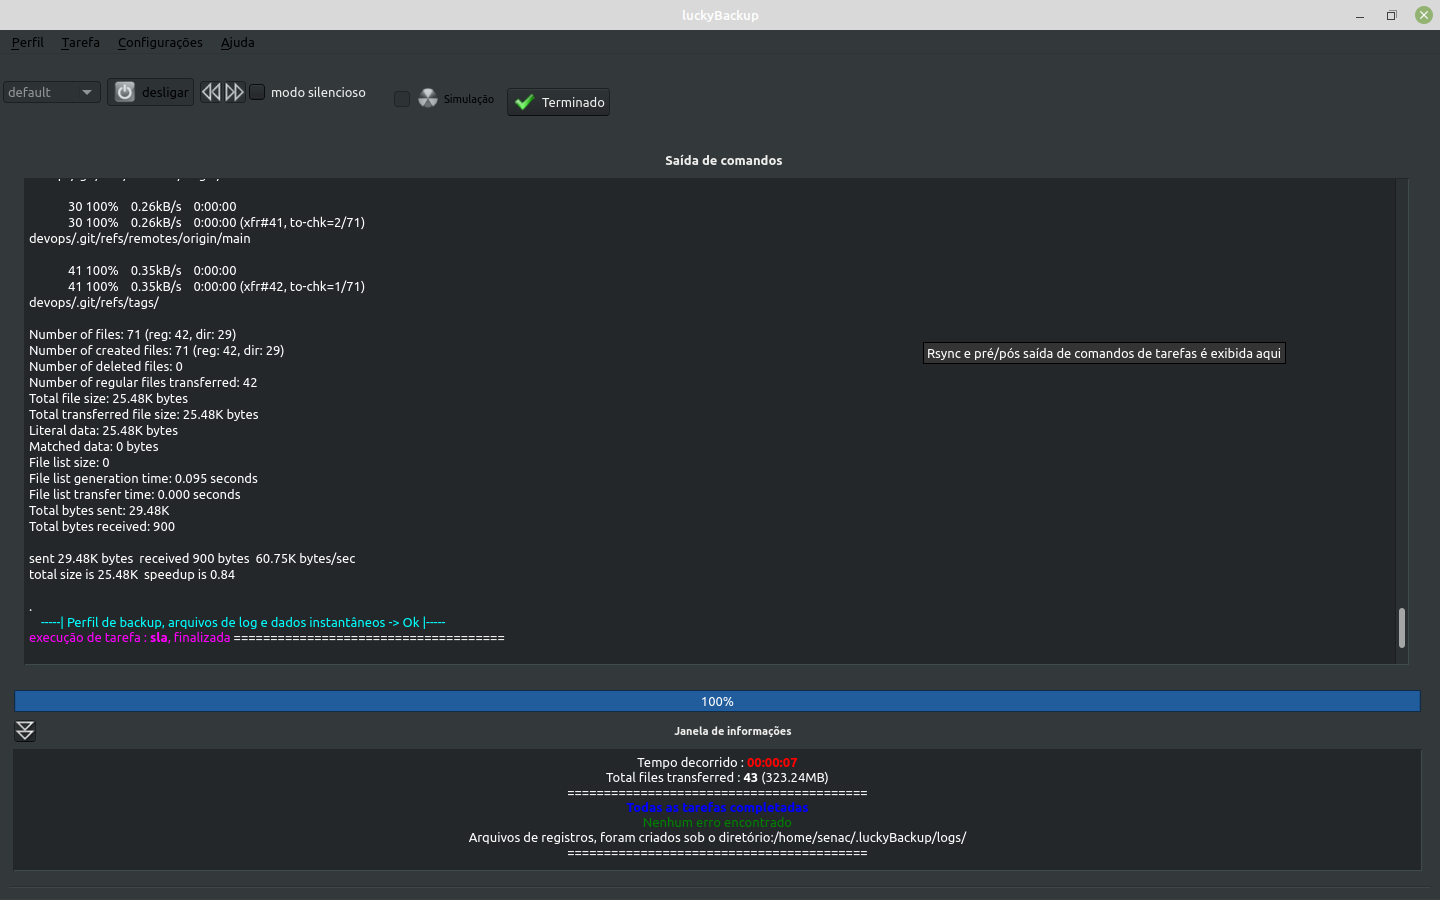 luckyBackup
Perfil Tarefa Configurações Ajuda
default desligar modo silencioso Simulação Terminado
Saída de comandos
30 100% 0.26kB/s 0:00:00
30 100% 0.26kB/s 0:00:00 (xfr#41, to-chk=2/71)
devops/.git/refs/remotes/origin/main
41 100% 0.35kB/s 0:00:00
41 100% 0.35kB/s 0:00:00 (xfr#42, to-chk=1/71)
devops/.git/refs/tags/
Number of files: 71 (reg: 42, dir: 29)
Number of created files: 71 (reg: 42, dir: 29)
Rsync e pré/pós saída de comandos de tarefas é exibida aqui
Number of deleted files: 0
Number of regular files transferred: 42
Total file size: 25.48K bytes
Total transferred file size: 25.48K bytes
Literal data: 25.48K bytes
Matched data: 0 bytes
File list size: 0
File list generation time: 0.095 seconds
File list transfer time: 0.000 seconds
Total bytes sent: 29.48K
Total bytes received: 900
sent 29.48K bytes received 900 bytes 60.75K bytes/sec
total size is 25.48K speedup is 0.84
.
-----| Perfil de backup, arquivos de log e dados instantâneos -> Ok |-----
execução de tarefa : sla, finalizada =====================================
100%
Janela de informações
Tempo decorrido : 00:00:07
Total files transferred : 43 (323.24MB)
=========================================
Todas as tarefas completadas
Nenhum erro encontrado
Arquivos de registros, foram criados sob o diretório:/home/senac/.luckyBackup/logs/
=========================================